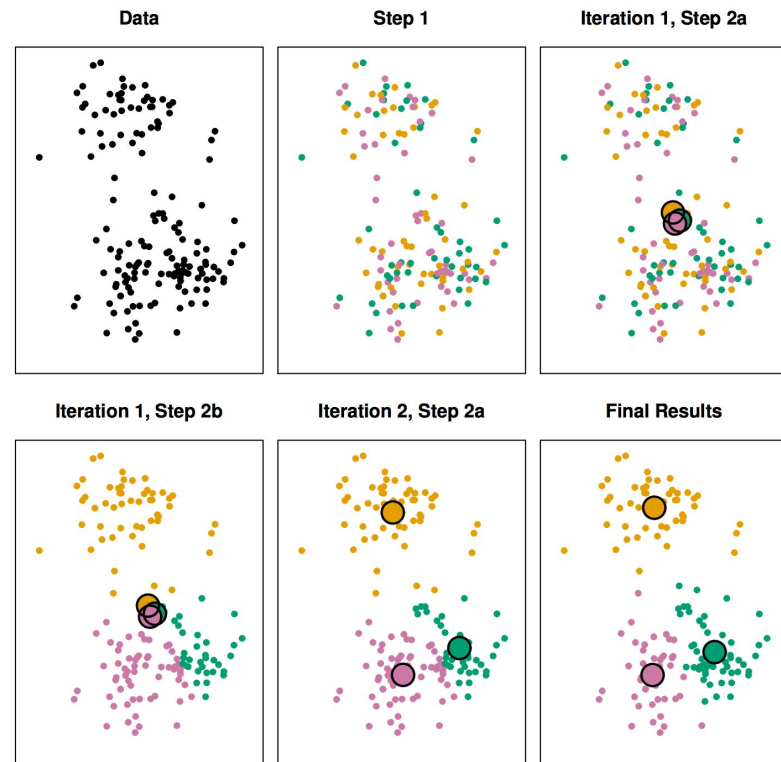 Data
Step 1
Iteration 1, Step 2a
Iteration 1, Step 2b
Iteration 2, Step 2a
Final Results